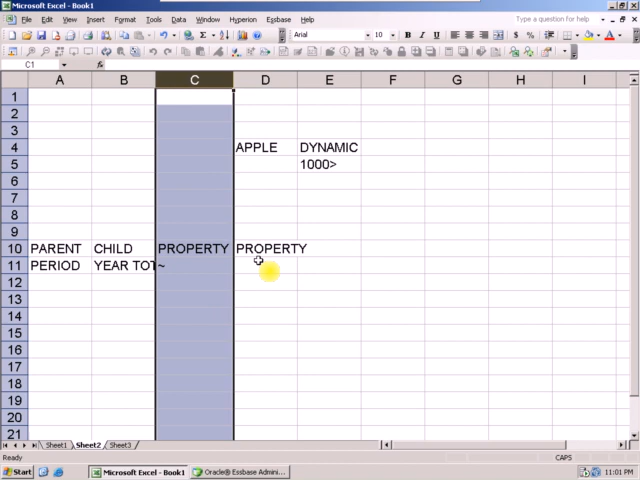 Microsoft Excel - Book1
File Edit View Insert Format Tools Data Window Hyperion Essbase Help
Type a question for help
Arial 10 B I U $ %
C1 fx
A B C D E F G H I
1
2
3
4 APPLE DYNAMIC
5 1000>
6
7
8
9
10 PARENT CHILD PROPERTY PROPERTY
11 PERIOD YEAR TOT~
12
13
14
15
16
17
18
19
20
21
Sheet1 Sheet2 Sheet3
Ready CAPS
Start Microsoft Excel - Book1 Oracle® Essbase Admini... 11:01 PM